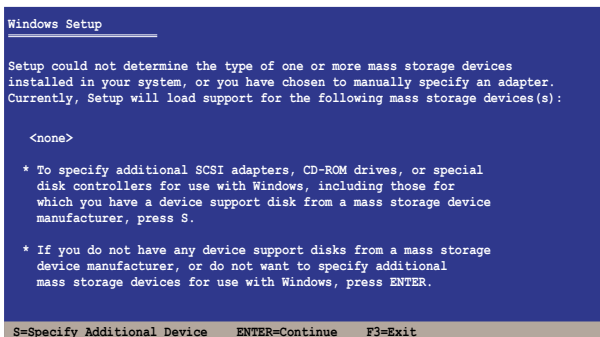 Windows Setup
Setup could not determine the type of one or more mass storage devices
installed in your system, or you have chosen to manually specify an adapter.
Currently, Setup will load support for the following mass storage devices(s):
<none>
* To specify additional SCSI adapters, CD-ROM drives, or special
disk controllers for use with Windows, including those for
which you have a device support disk from a mass storage device
manufacturer, press S.
* If you do not have any device support disks from a mass storage
device manufacturer, or do not want to specify additional
mass storage devices for use with Windows, press ENTER.
S=Specify Additional Device ENTER=Continue F3=Exit